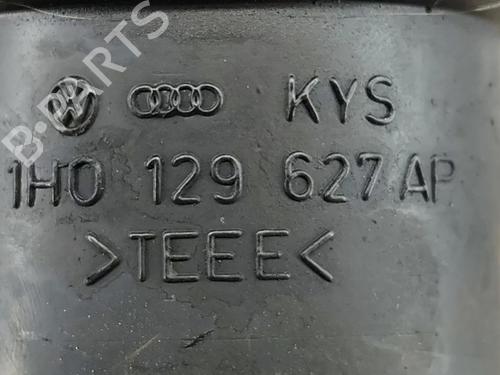 KYS
1H0 129 627 AP
>TEEE<
B-PARTS